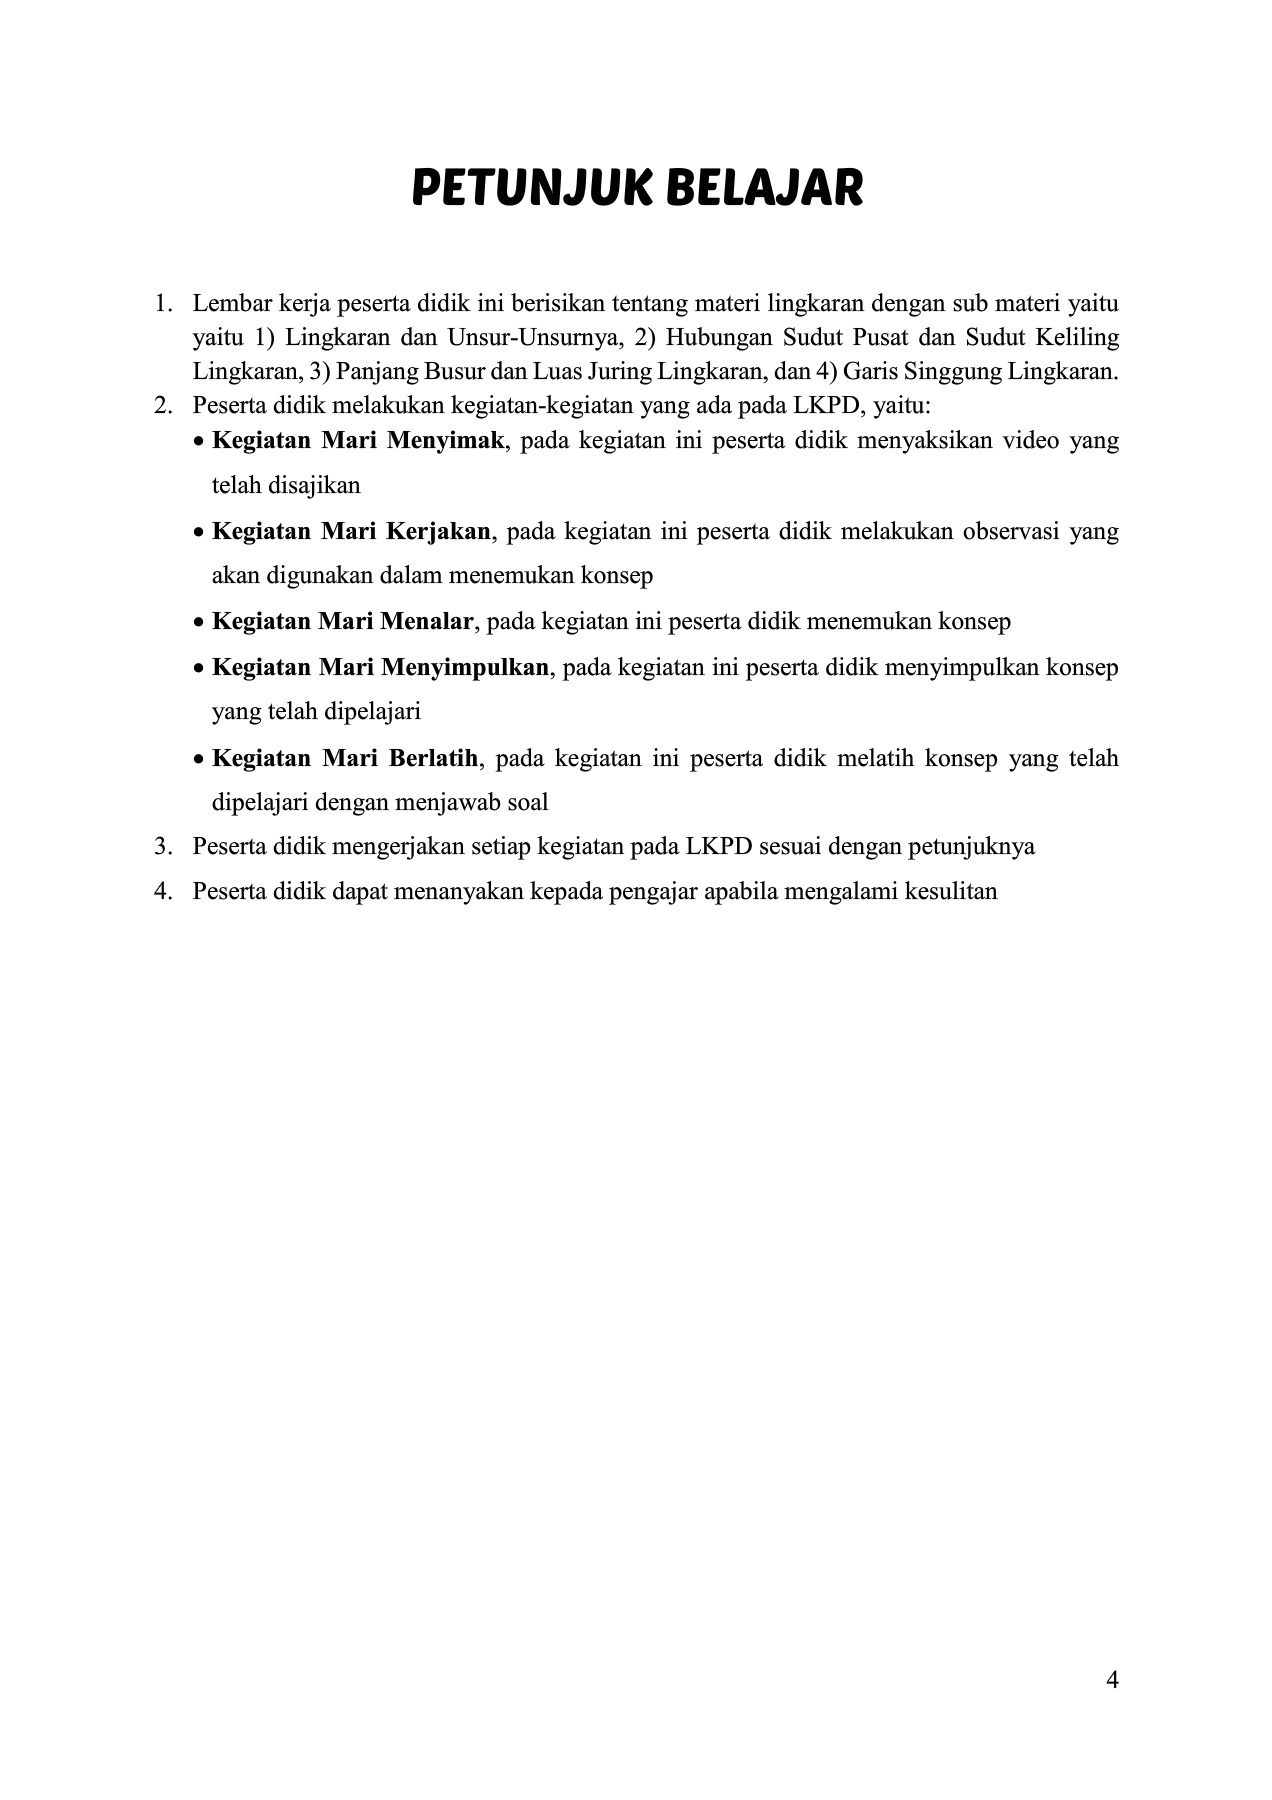 PETUNJUK BELAJAR
1. Lembar kerja peserta didik ini berisikan tentang materi lingkaran dengan sub materi yaitu
yaitu 1) Lingkaran dan Unsur-Unsurnya, 2) Hubungan Sudut Pusat dan Sudut Keliling
Lingkaran, 3) Panjang Busur dan Luas Juring Lingkaran, dan 4) Garis Singgung Lingkaran.
2. Peserta didik melakukan kegiatan-kegiatan yang ada pada LKPD, yaitu:
• Kegiatan Mari Menyimak, pada kegiatan ini peserta didik menyaksikan video yang
telah disajikan
• Kegiatan Mari Kerjakan, pada kegiatan ini peserta didik melakukan observasi yang
akan digunakan dalam menemukan konsep
• Kegiatan Mari Menalar, pada kegiatan ini peserta didik menemukan konsep
• Kegiatan Mari Menyimpulkan, pada kegiatan ini peserta didik menyimpulkan konsep
yang telah dipelajari
• Kegiatan Mari Berlatih, pada kegiatan ini peserta didik melatih konsep yang telah
dipelajari dengan menjawab soal
3. Peserta didik mengerjakan setiap kegiatan pada LKPD sesuai dengan petunjuknya
4. Peserta didik dapat menanyakan kepada pengajar apabila mengalami kesulitan
4